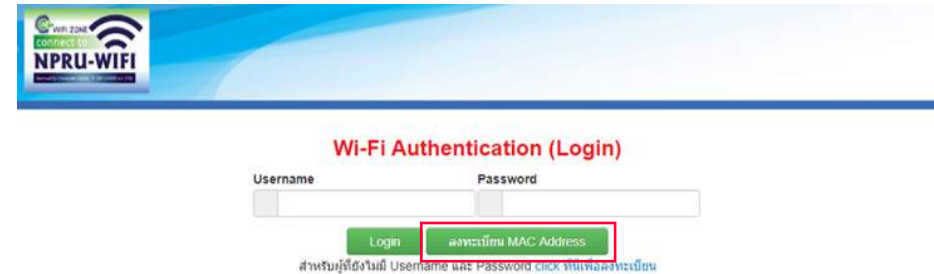 WIFI ZONE
connect to
NPRU-WIFI
Wi-Fi Authentication (Login)
Username Password
Login ลงทะเบียน MAC Address
สำหรับผู้ที่ยังไม่มี Username และ Password click ที่นี่เพื่อลงทะเบียน